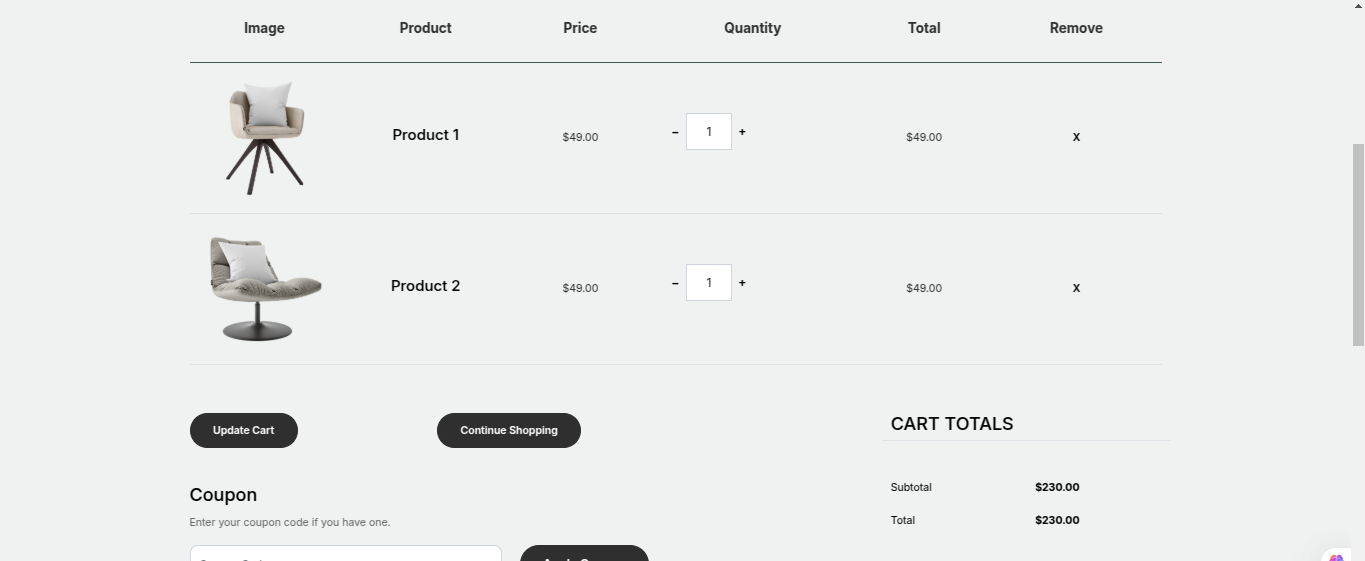 Image Product Price Quantity Total Remove
Product 1 $49.00 – 1 + $49.00 X
Product 2 $49.00 – 1 + $49.00 X
Update Cart Continue Shopping
CART TOTALS
Coupon
Enter your coupon code if you have one.
Subtotal $230.00
Total $230.00